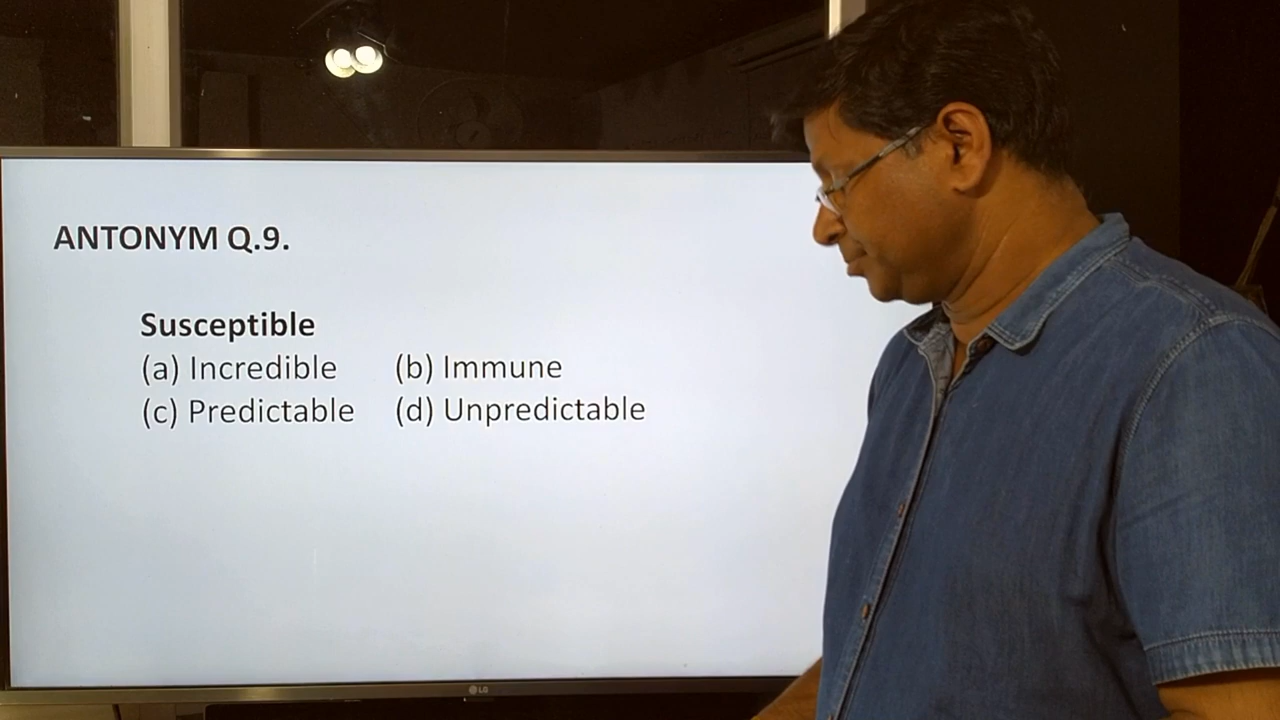 ANTONYM Q.9.
Susceptible
(a) Incredible (b) Immune
(c) Predictable (d) Unpredictable
LG